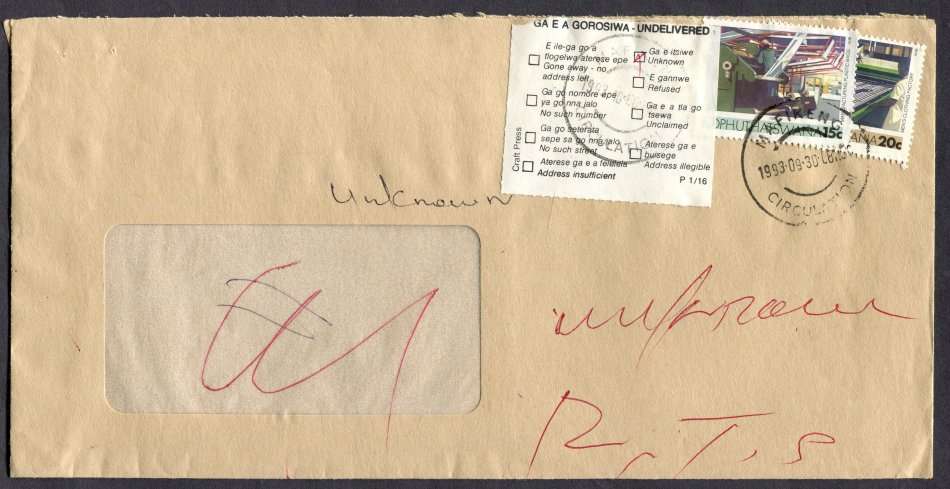 GA E A GOROSIWA - UNDELIVERED
E ile-ga go a
tlogelwa aterese epe
Gone away - no
address left
Ga go nomore epe
ya go nna jalo
No such number
Ga go seterata
sepe sa go nna jalo
No such street
Aterese ga e a felelela
Address insufficient
Ga e itsiwe
Unknown
E gannwe
Refused
Ga e a tla go
tsewa
Unclaimed
Aterese ga e
buisege
Address illegible
Craft Press
P 1/16
OPHUTHATSWANA 15c
ANA 20c
1993-09-30
CIRCULATION
Unknown
unknown
R.T.S